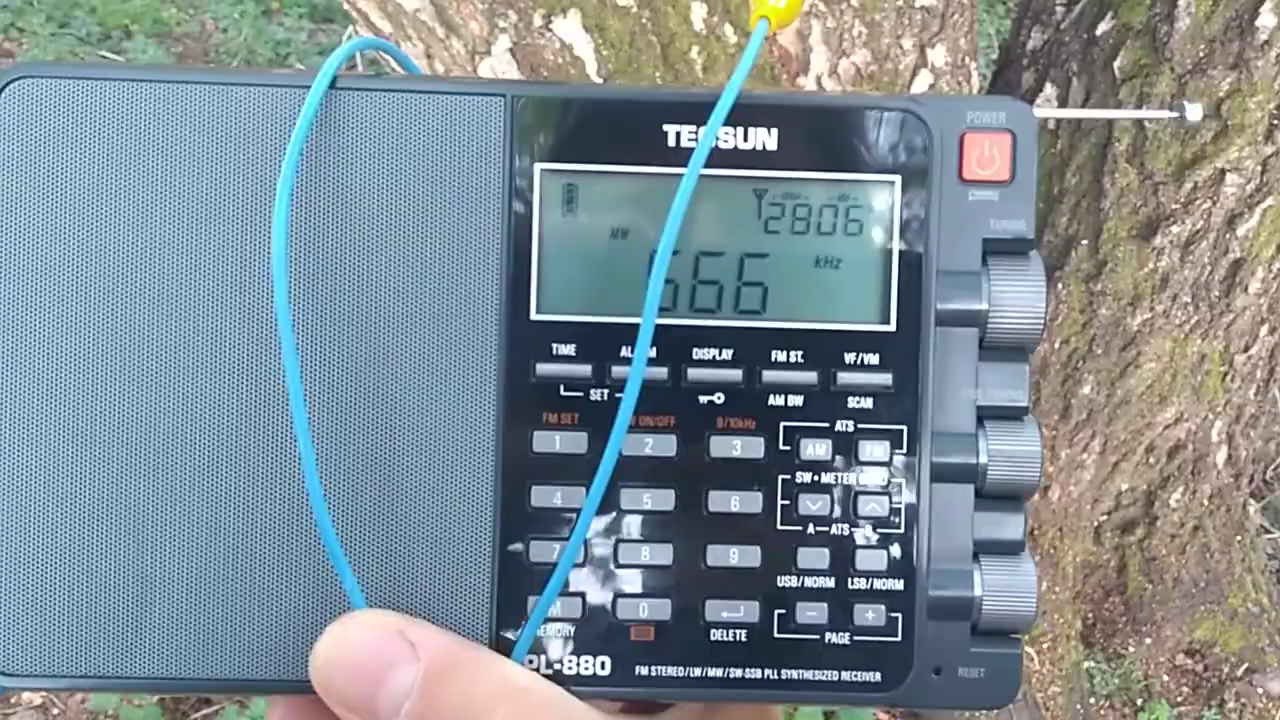 TECSUN
POWER
2806
MW
666
kHz
TUNING
TIME ALARM DISPLAY FM ST. VF/VM
SET AM BW SCAN
FM SET ON/OFF 9/10kHz ATS
1 2 3 AM FM
SW•METER BAND
4 5 6
A—ATS—B
7 8 9
USB/NORM LSB/NORM
M 0 - +
MEMORY DELETE PAGE
PL-880 FM STEREO/LW/MW/SW-SSB PLL SYNTHESIZED RECEIVER
RESET